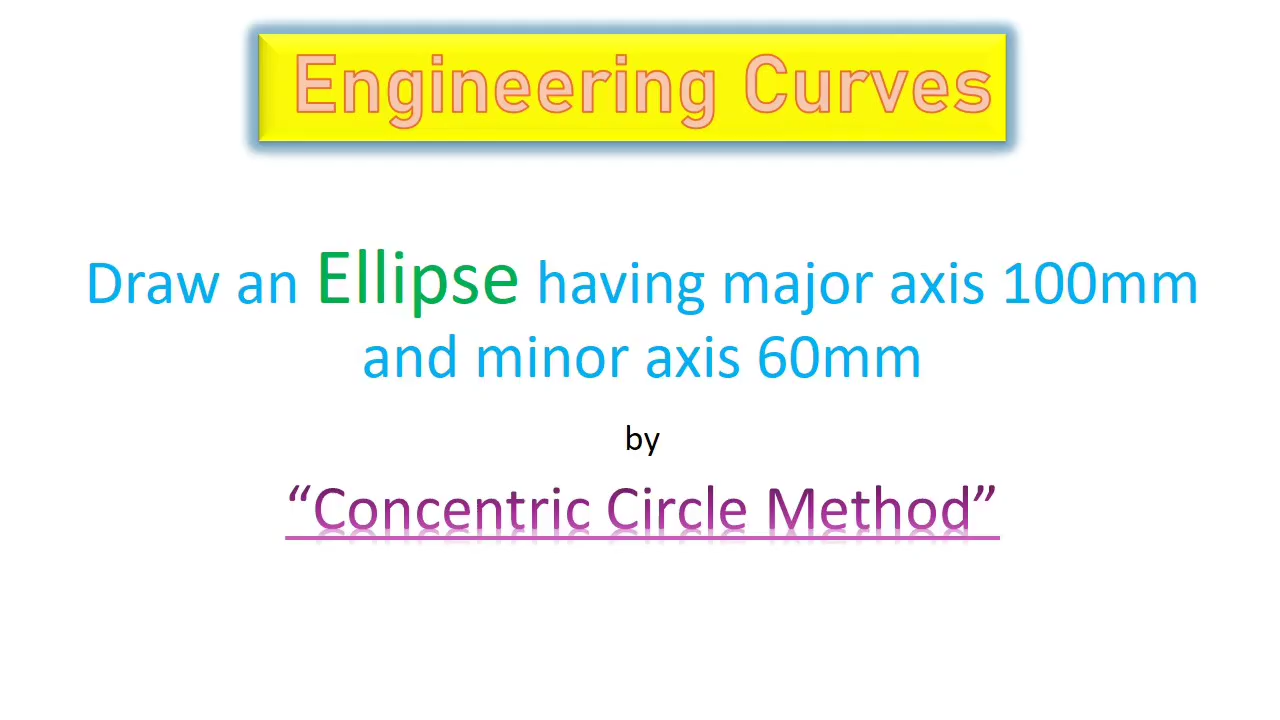 Engineering Curves
Draw an Ellipse having major axis 100mm
and minor axis 60mm
by
“Concentric Circle Method”